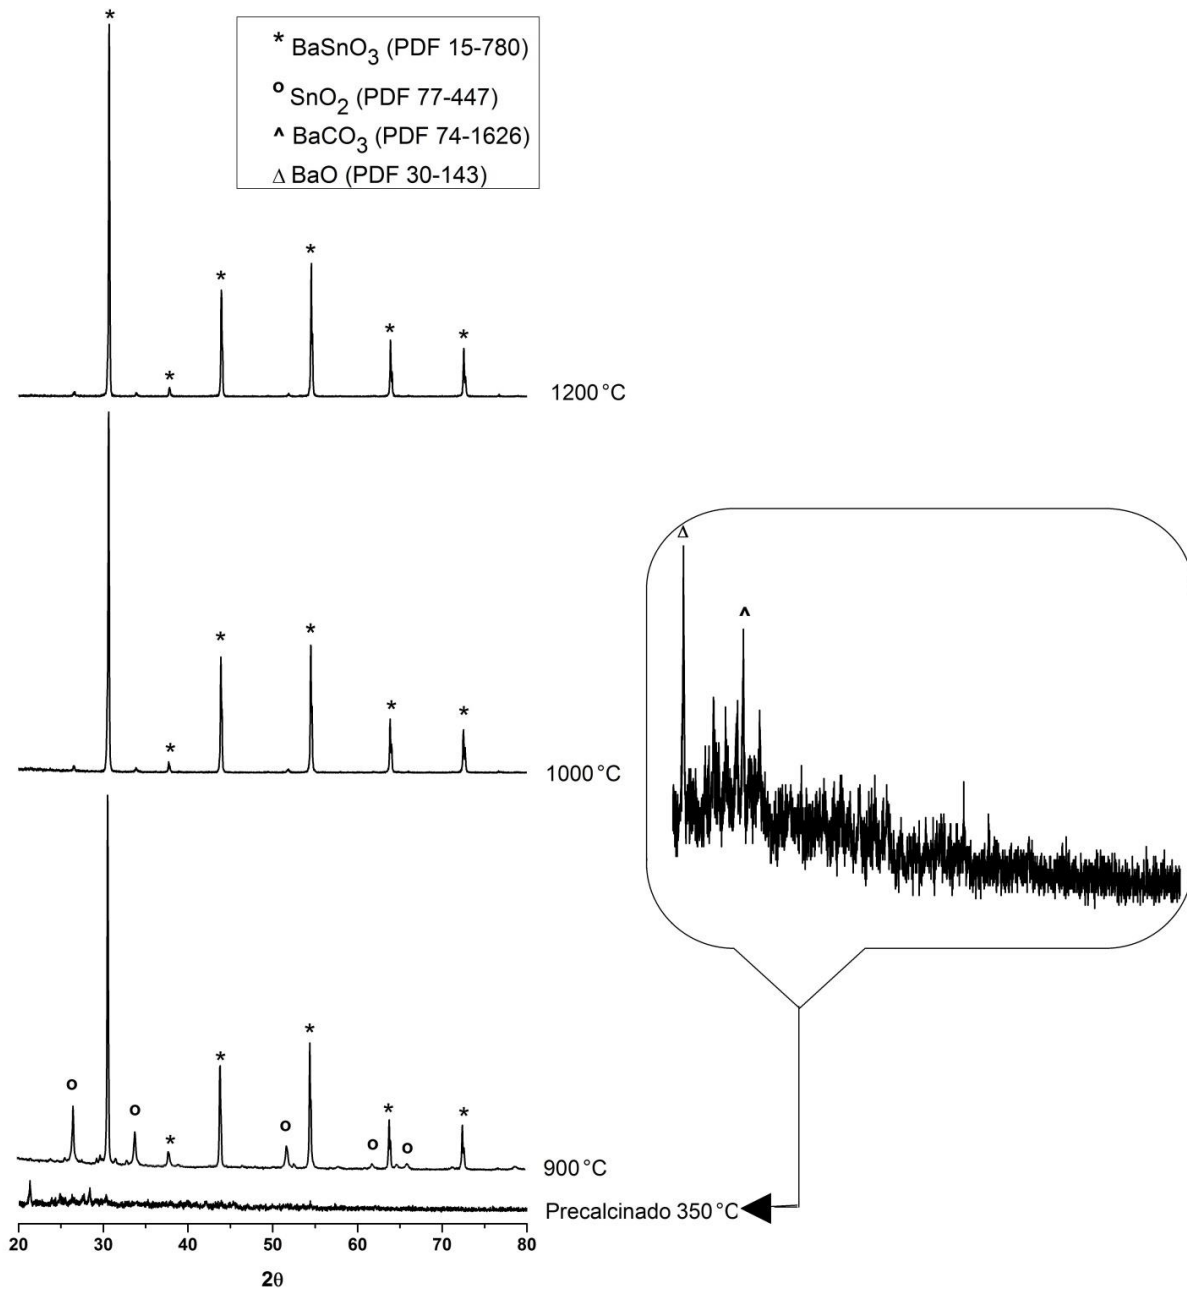 *
* BaSnO3 (PDF 15-780)
o SnO2 (PDF 77-447)
^ BaCO3 (PDF 74-1626)
Δ BaO (PDF 30-143)
* * * * *
1200 °C
* * * * *
1000 °C
Δ
^
o o * * * o o * o *
900 °C
Precalcinado 350 °C
20 30 40 50 60 70 80
2θ